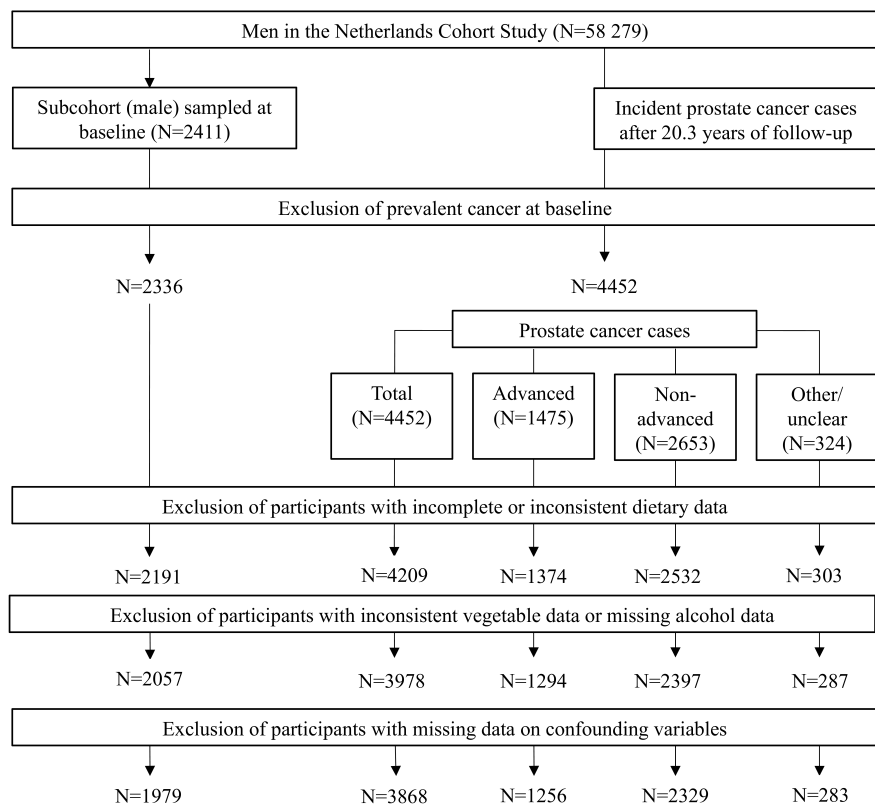 Men in the Netherlands Cohort Study (N=58 279)
Subcohort (male) sampled at
baseline (N=2411)
Incident prostate cancer cases
after 20.3 years of follow-up
Exclusion of prevalent cancer at baseline
N=2336
N=4452
Prostate cancer cases
Total
(N=4452)
Advanced
(N=1475)
Non-
advanced
(N=2653)
Other/
unclear
(N=324)
Exclusion of participants with incomplete or inconsistent dietary data
N=2191
N=4209
N=1374
N=2532
N=303
Exclusion of participants with inconsistent vegetable data or missing alcohol data
N=2057
N=3978
N=1294
N=2397
N=287
Exclusion of participants with missing data on confounding variables
N=1979
N=3868
N=1256
N=2329
N=283